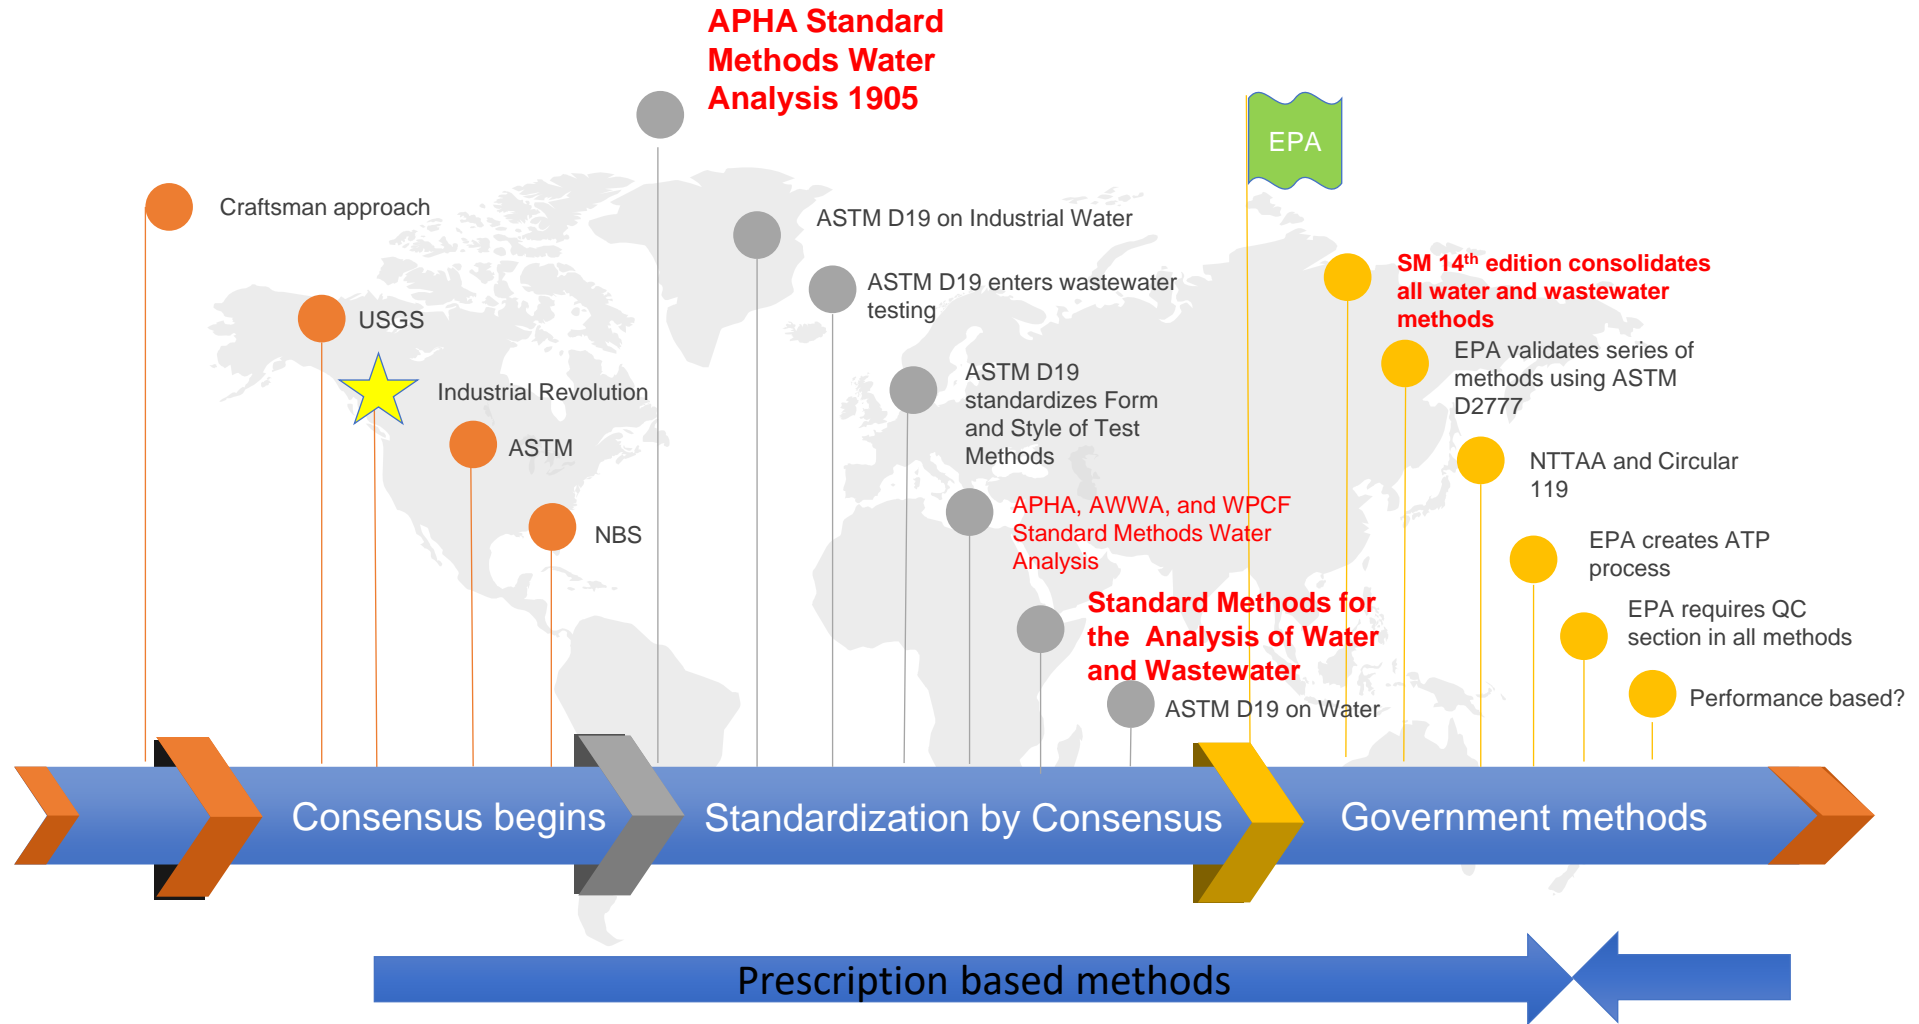 APHA Standard
Methods Water
Analysis 1905
EPA
Craftsman approach
ASTM D19 on Industrial Water
SM 14th edition consolidates
all water and wastewater
methods
ASTM D19 enters wastewater
testing
USGS
EPA validates series of
methods using ASTM
D2777
Industrial Revolution
ASTM D19
standardizes Form
and Style of Test
Methods
ASTM
NTTAA and Circular
119
APHA, AWWA, and WPCF
Standard Methods Water
Analysis
NBS
EPA creates ATP
process
Standard Methods for
the Analysis of Water
and Wastewater
EPA requires QC
section in all methods
ASTM D19 on Water
Performance based?
Consensus begins
Standardization by Consensus
Government methods
Prescription based methods